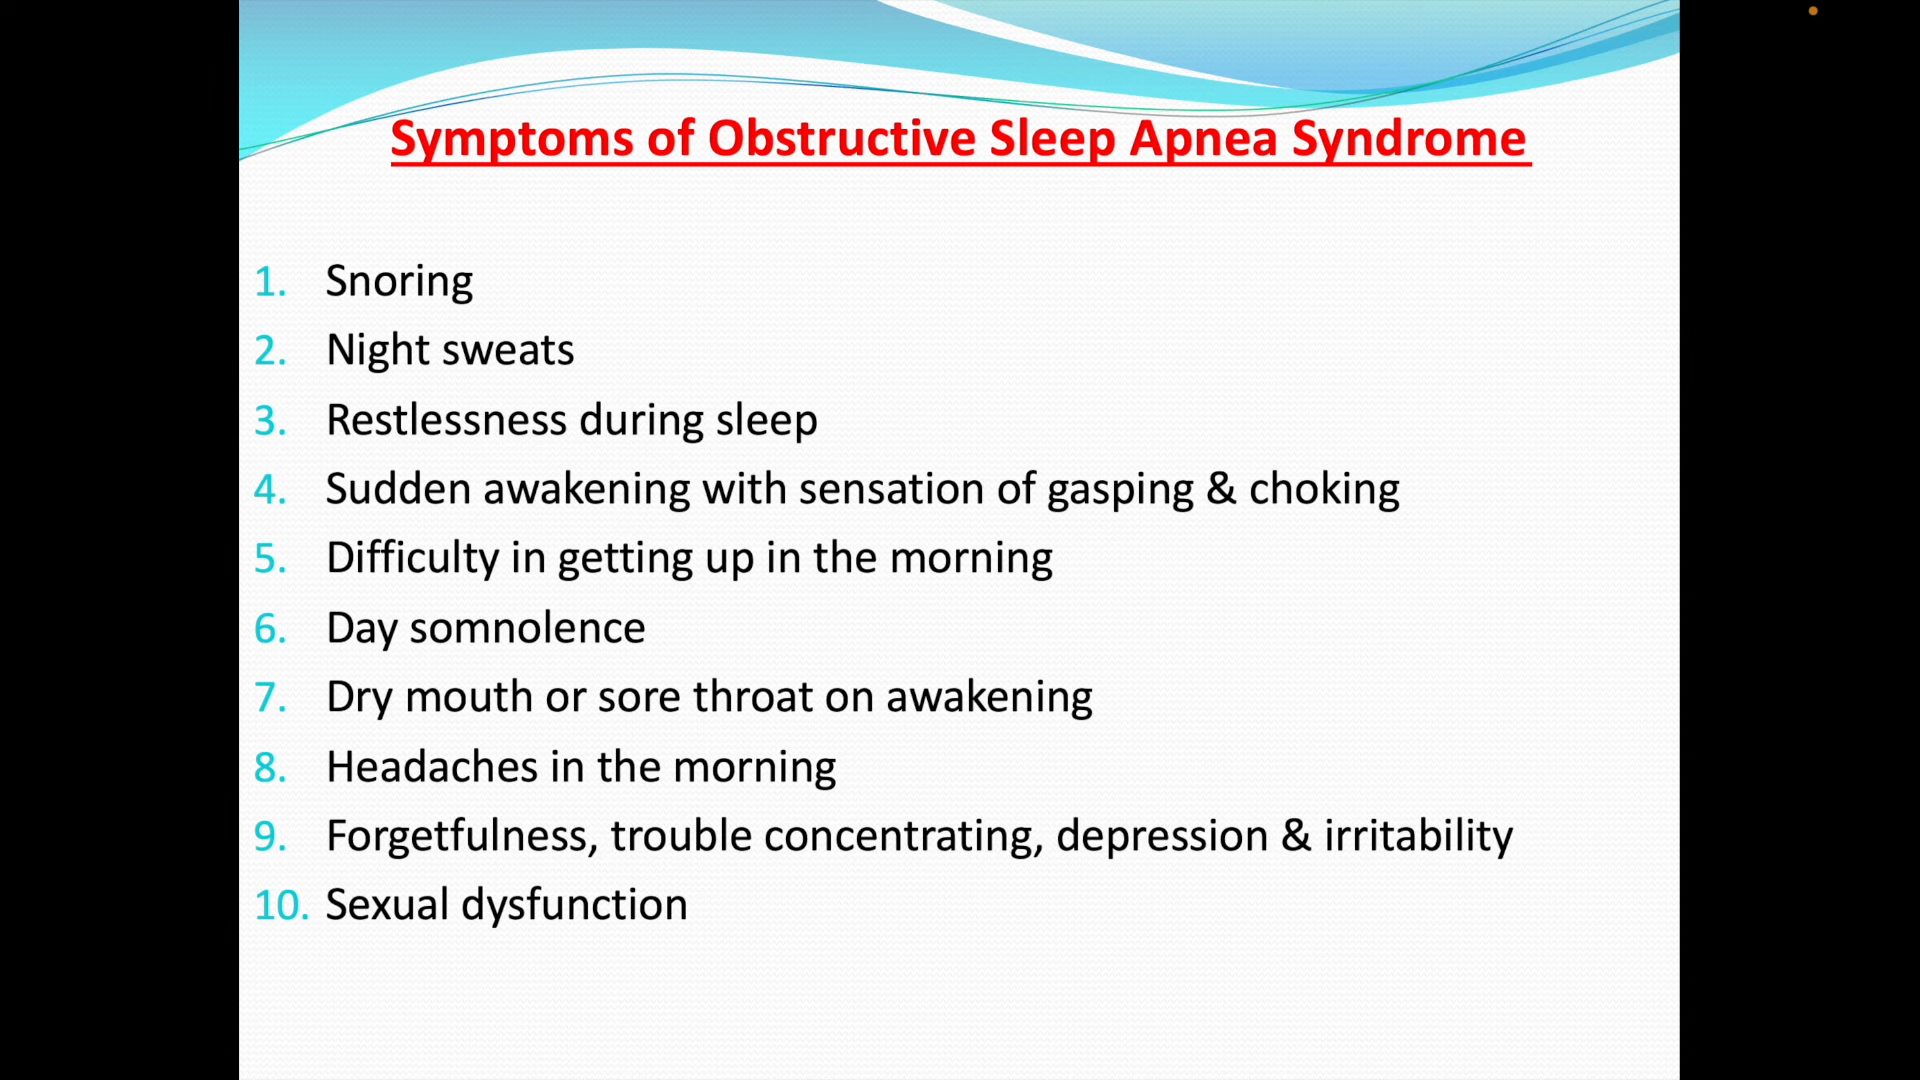 Symptoms of Obstructive Sleep Apnea Syndrome
1. Snoring
2. Night sweats
3. Restlessness during sleep
4. Sudden awakening with sensation of gasping & choking
5. Difficulty in getting up in the morning
6. Day somnolence
7. Dry mouth or sore throat on awakening
8. Headaches in the morning
9. Forgetfulness, trouble concentrating, depression & irritability
10. Sexual dysfunction